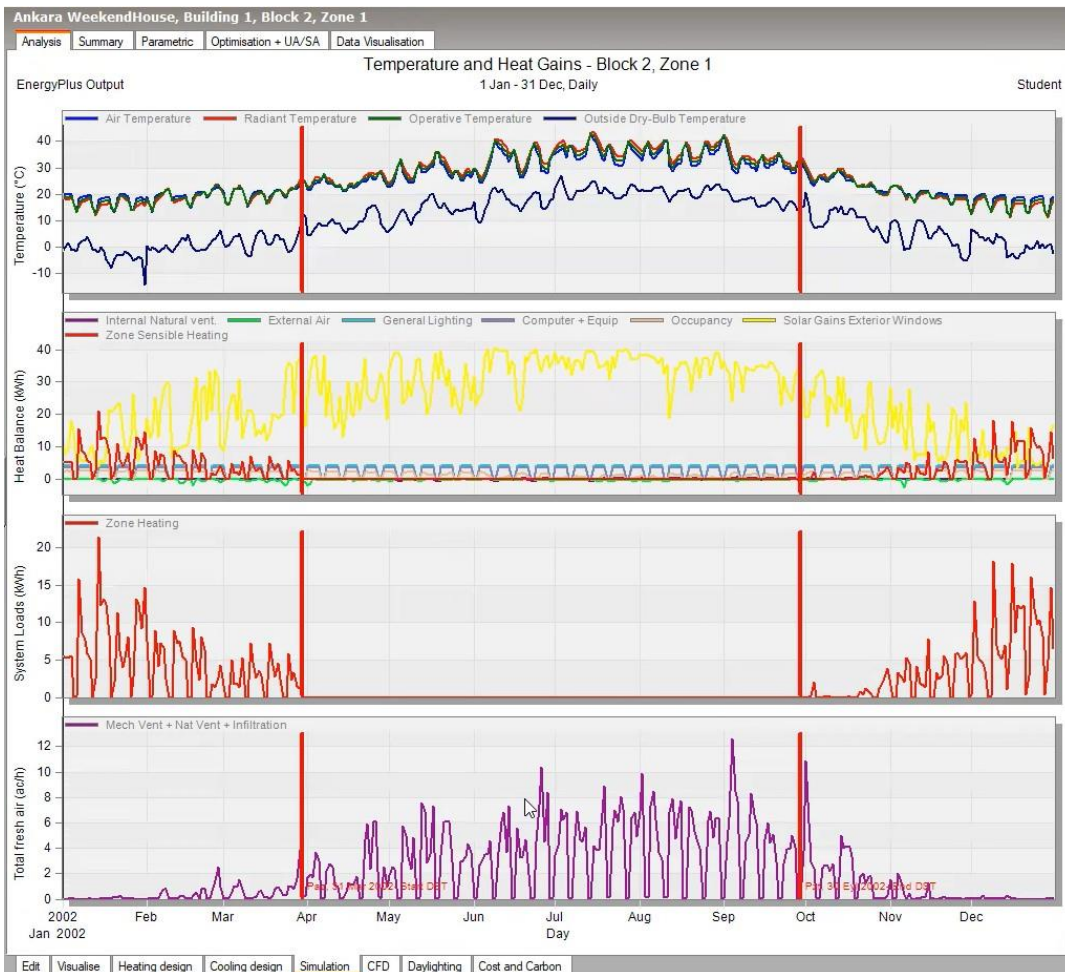 Ankara WeekendHouse, Building 1, Block 2, Zone 1
Analysis Summary Parametric Optimisation + UA/SA Data Visualisation
Temperature and Heat Gains - Block 2, Zone 1
EnergyPlus Output 1 Jan - 31 Dec, Daily Student
Air Temperature Radiant Temperature Operative Temperature Outside Dry-Bulb Temperature
Temperature (°C)
40
30
20
10
0
-10
Internal Natural vent. External Air General Lighting Computer + Equip Occupancy Solar Gains Exterior Windows
Zone Sensible Heating
Heat Balance (kWh)
40
30
20
10
0
Zone Heating
System Loads (kWh)
20
15
10
5
0
Mech Vent + Nat Vent + Infiltration
Total fresh air (ac/h)
12
10
8
6
4
2
0
2002 Feb Mar Apr May Jun Jul Aug Sep Oct Nov Dec
Jan 2002 Day
Edit Visualise Heating design Cooling design Simulation CFD Daylighting Cost and Carbon